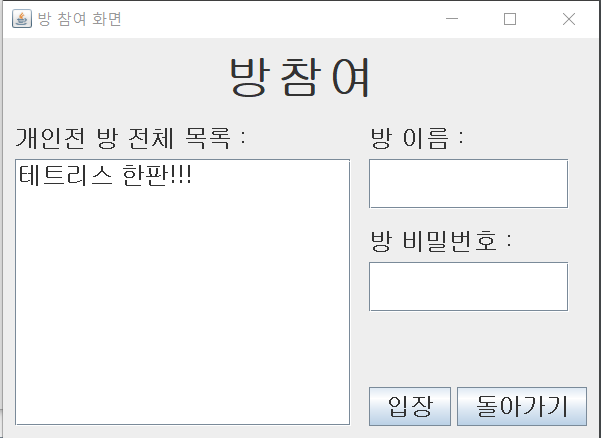 방 참여 화면
방 참 여
개인전 방 전체 목록 :
테트리스 한판!!!
방 이름 :
방 비밀번호 :
입장
돌아가기